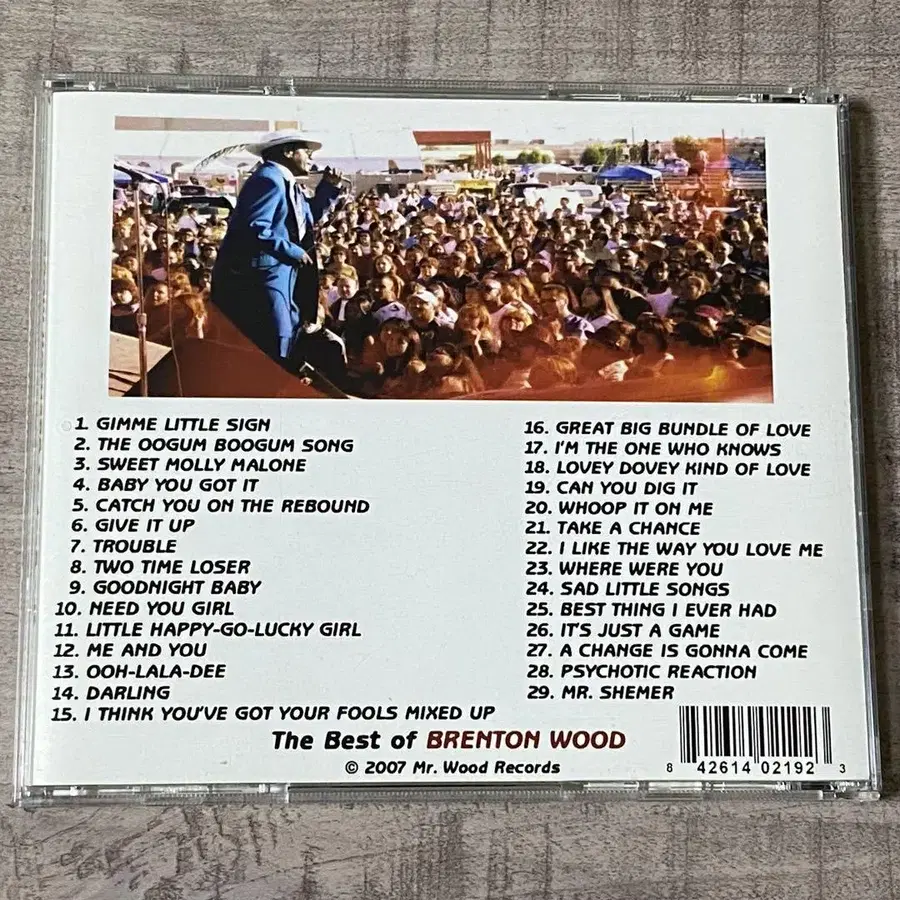 1. GIMME LITTLE SIGN
2. THE OOGUM BOOGUM SONG
3. SWEET MOLLY MALONE
4. BABY YOU GOT IT
5. CATCH YOU ON THE REBOUND
6. GIVE IT UP
7. TROUBLE
8. TWO TIME LOSER
9. GOODNIGHT BABY
10. NEED YOU GIRL
11. LITTLE HAPPY-GO-LUCKY GIRL
12. ME AND YOU
13. OOH-LALA-DEE
14. DARLING
15. I THINK YOU'VE GOT YOUR FOOLS MIXED UP
16. GREAT BIG BUNDLE OF LOVE
17. I'M THE ONE WHO KNOWS
18. LOVEY DOVEY KIND OF LOVE
19. CAN YOU DIG IT
20. WHOOP IT ON ME
21. TAKE A CHANCE
22. I LIKE THE WAY YOU LOVE ME
23. WHERE WERE YOU
24. SAD LITTLE SONGS
25. BEST THING I EVER HAD
26. IT'S JUST A GAME
27. A CHANGE IS GONNA COME
28. PSYCHOTIC REACTION
29. MR. SHEMER
The Best of BRENTON WOOD
© 2007 Mr. Wood Records
8 42614 02192 3